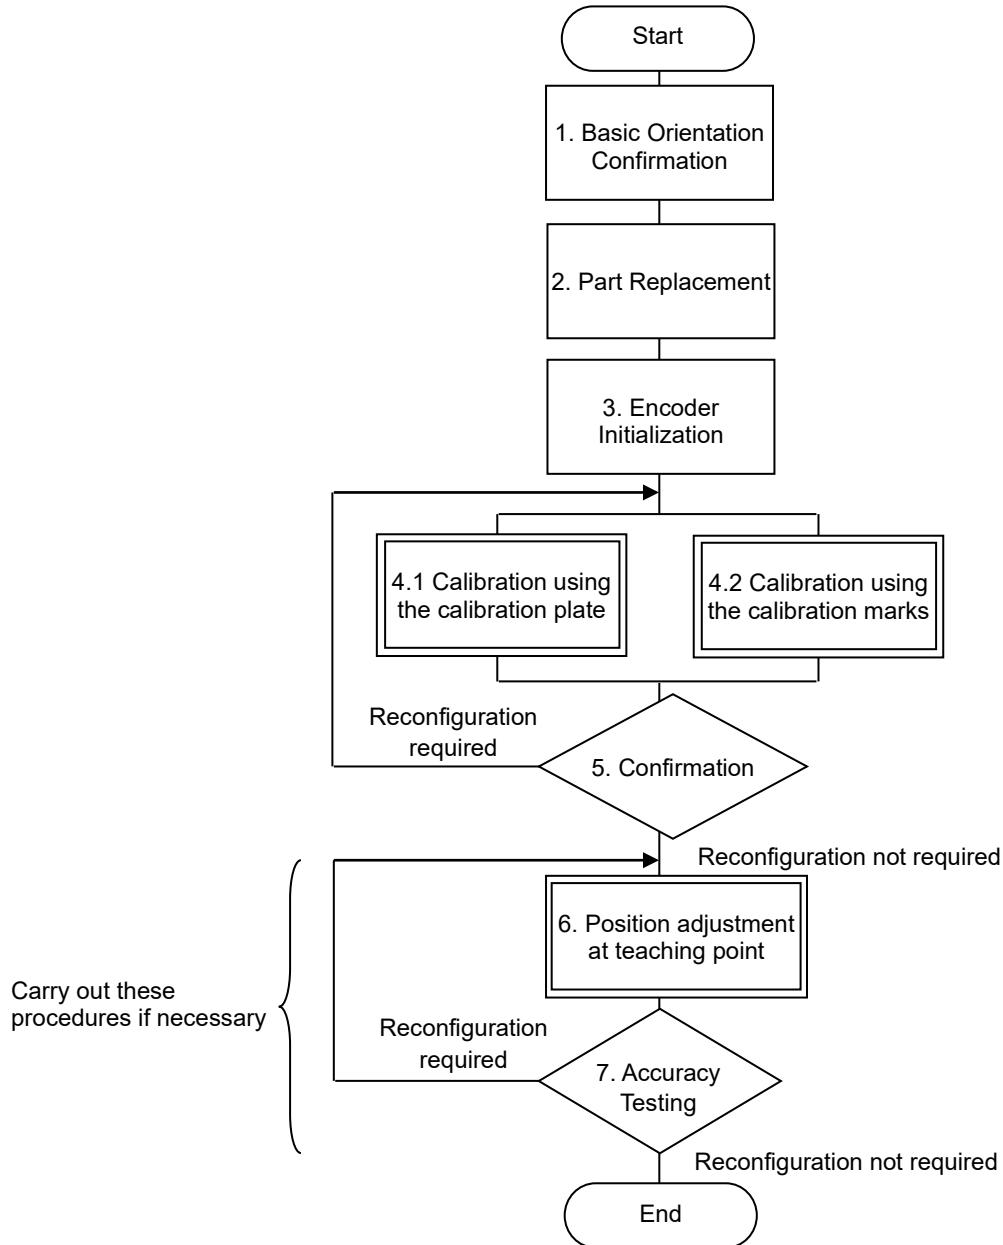 Start
1. Basic Orientation
Confirmation
2. Part Replacement
3. Encoder
Initialization
4.1 Calibration using
the calibration plate
4.2 Calibration using
the calibration marks
Reconfiguration
required
5. Confirmation
Reconfiguration not required
6. Position adjustment
at teaching point
Carry out these
procedures if necessary
Reconfiguration
required
7. Accuracy
Testing
Reconfiguration not required
End